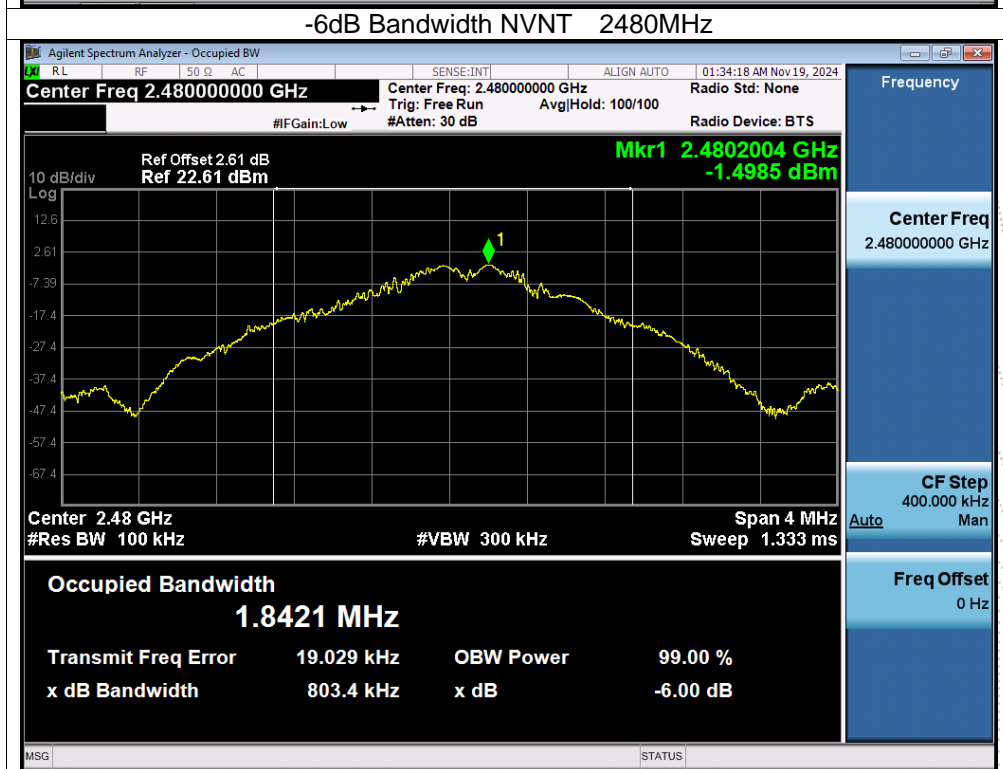 -6dB Bandwidth NVNT 2480MHz
Agilent Spectrum Analyzer - Occupied BW
LXI RL RF 50 Ω AC SENSE:INT ALIGN AUTO 01:34:18 AM Nov 19, 2024
Center Freq 2.480000000 GHz
Center Freq: 2.480000000 GHz Radio Std: None
Trig: Free Run Avg|Hold: 100/100
#IFGain:Low #Atten: 30 dB Radio Device: BTS
Frequency
Ref Offset 2.61 dB Mkr1 2.4802004 GHz
10 dB/div Ref 22.61 dBm -1.4985 dBm
Log
12.6
2.61
-7.39
-17.4
-27.4
-37.4
-47.4
-57.4
-67.4
1
Center 2.48 GHz Span 4 MHz
#Res BW 100 kHz #VBW 300 kHz Sweep 1.333 ms
Center Freq
2.480000000 GHz
CF Step
400.000 kHz
Auto Man
Freq Offset
0 Hz
Occupied Bandwidth
1.8421 MHz
Transmit Freq Error 19.029 kHz OBW Power 99.00 %
x dB Bandwidth 803.4 kHz x dB -6.00 dB
MSG STATUS